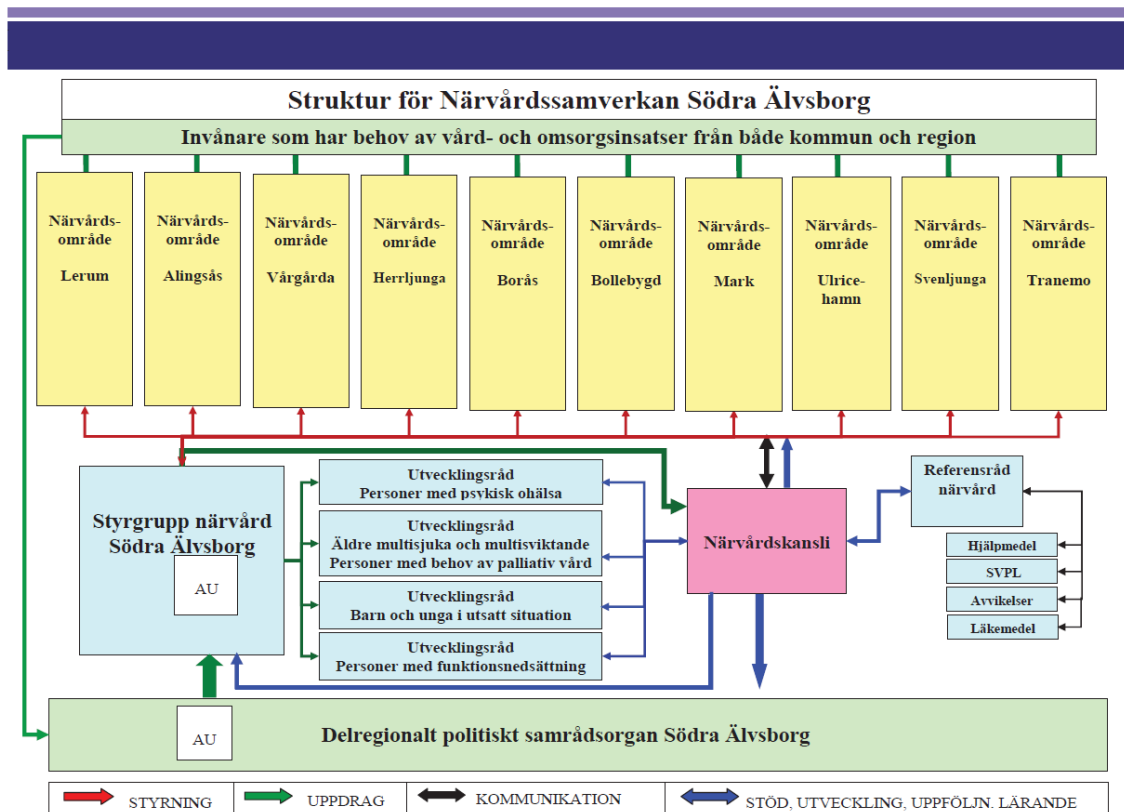 Struktur för Närvårdssamverkan Södra Älvsborg
Invånare som har behov av vård- och omsorgsinsatser från både kommun och region
Närvårds-
område
Lerum
Närvårds-
område
Alingsås
Närvårds-
område
Vårgårda
Närvårds-
område
Herrljunga
Närvårds-
område
Borås
Närvårds-
område
Bollebygd
Närvårds-
område
Mark
Närvårds-
område
Ulrice-
hamn
Närvårds-
område
Svenljunga
Närvårds-
område
Tranemo
Styrgrupp närvård
Södra Älvsborg
AU
Utvecklingsråd
Personer med psykisk ohälsa
Utvecklingsråd
Äldre multisjuka och multisviktande
Personer med behov av palliativ vård
Utvecklingsråd
Barn och unga i utsatt situation
Utvecklingsråd
Personer med funktionsnedsättning
Närvårdskansli
Referensråd
närvård
Hjälpmedel
SVPL
Avvikelser
Läkemedel
AU
Delregionalt politiskt samrådsorgan Södra Älvsborg
STYRNING
UPPDRAG
KOMMUNIKATION
STÖD, UTVECKLING, UPPFÖLJN. LÄRANDE